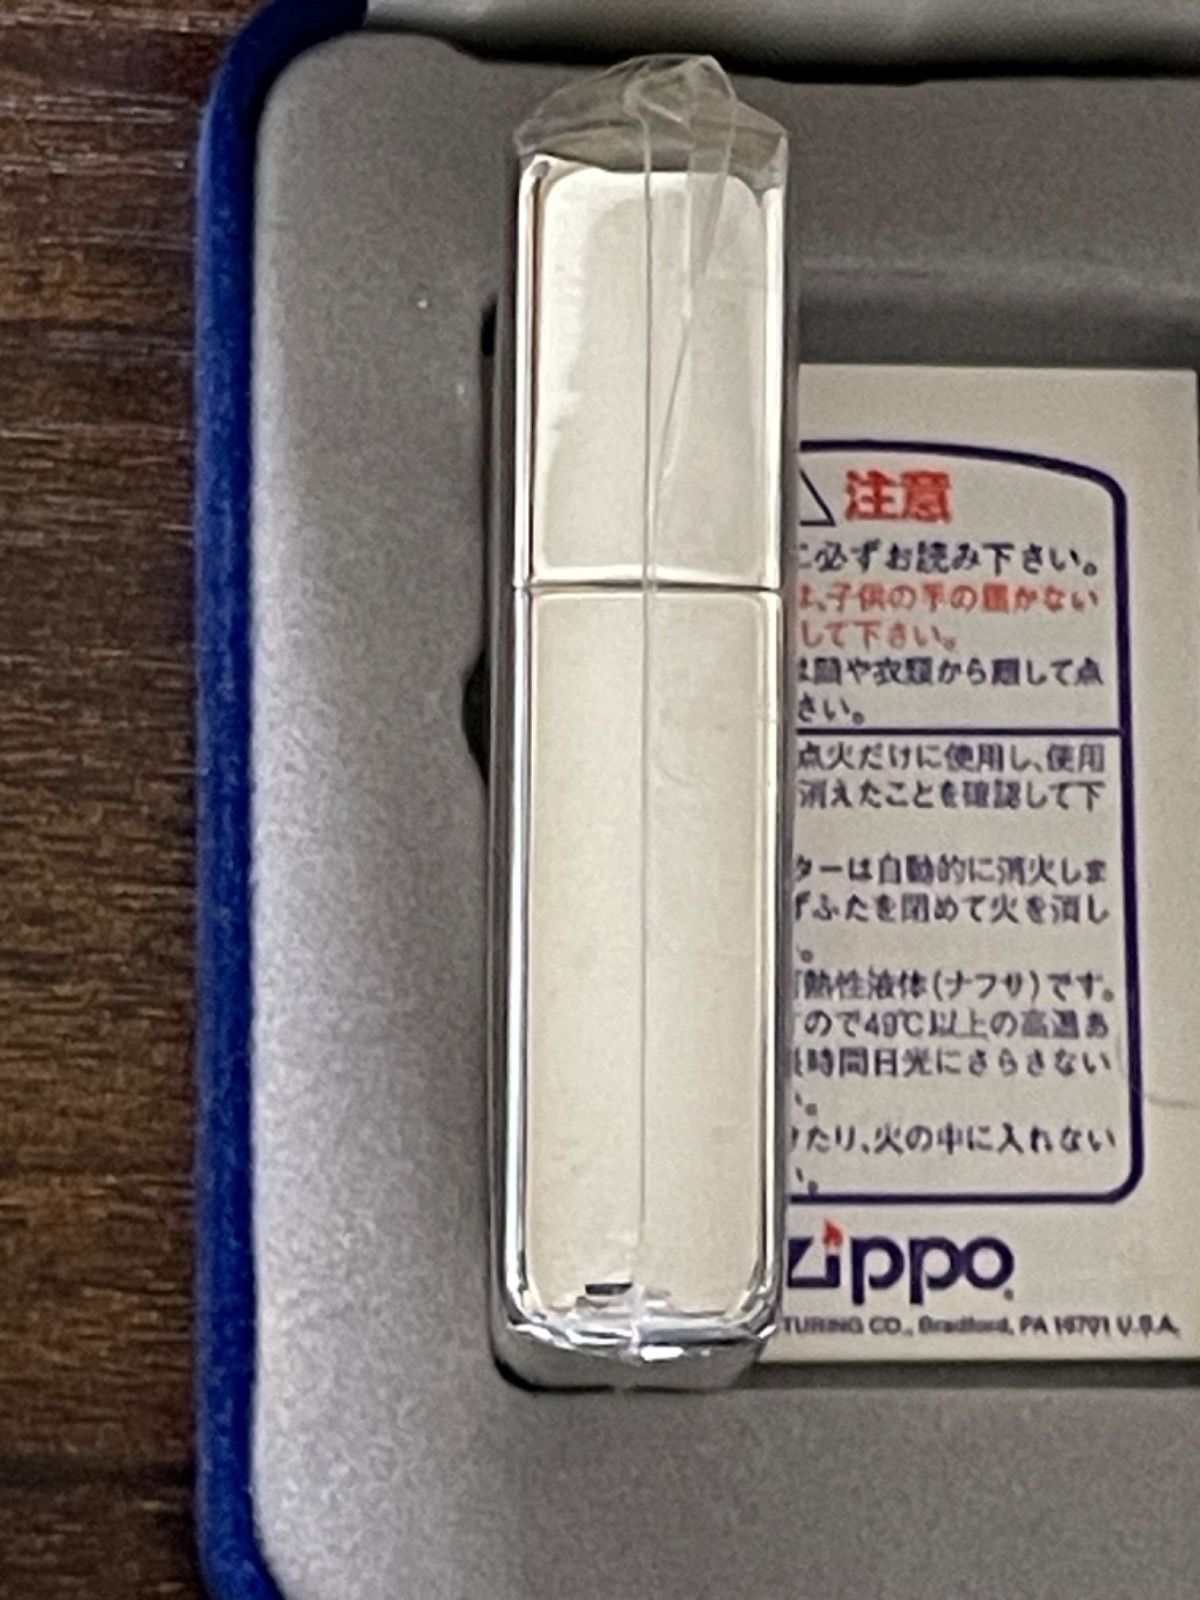 注意
に必ずお読み下さい。
は、子供の手の届かない
して下さい。
は顔や衣類から離して点
さい。
点火だけに使用し、使用
消えたことを確認して下
ターは自動的に消火しま
ずふたを閉めて火を消し
。
可燃性液体(ナフサ)です。
ので49℃以上の高温あ
長時間日光にさらさない
い。
けたり、火の中に入れない
い。
zippo
TURING CO., Bradford, PA 16701 U.S.A.